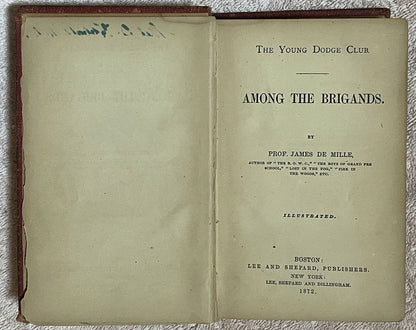 The Young Dodge Club
AMONG THE BRIGANDS.
BY
PROF. JAMES DE MILLE,
AUTHOR OF "THE B. O. W. C.," "THE BOYS OF GRAND PRE
SCHOOL," "LOST IN THE FOG," "FIRE IN
THE WOODS," ETC.
ILLUSTRATED.
BOSTON:
LEE AND SHEPARD, PUBLISHERS.
NEW YORK:
LEE, SHEPARD AND DILLINGHAM.
1872.